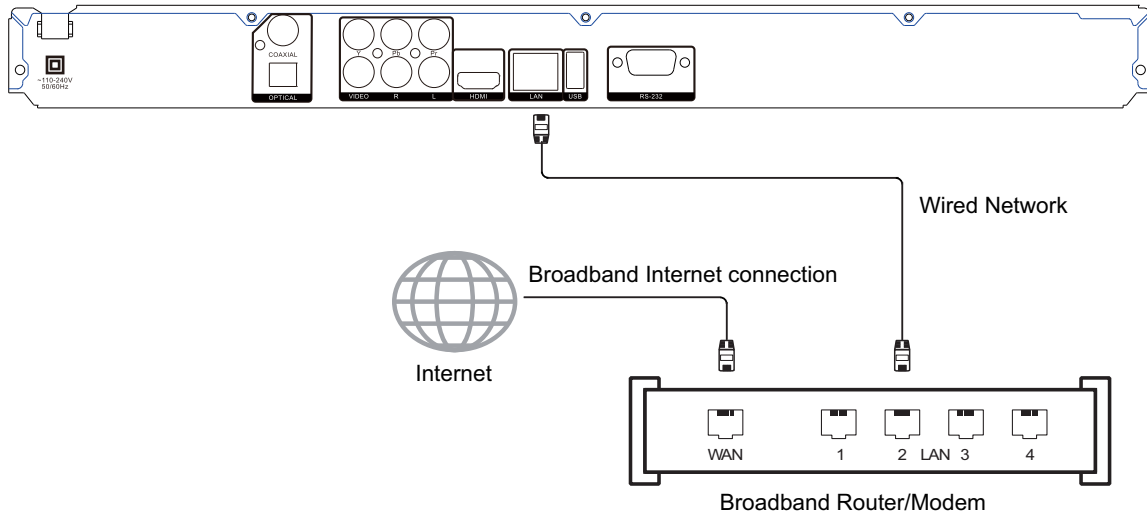 COAXIAL
Y Pb Pr
~110-240V
50/60Hz
OPTICAL
VIDEO R L
HDMI
LAN
USB
RS-232
Wired Network
Broadband Internet connection
Internet
WAN 1 2 LAN 3 4
Broadband Router/Modem